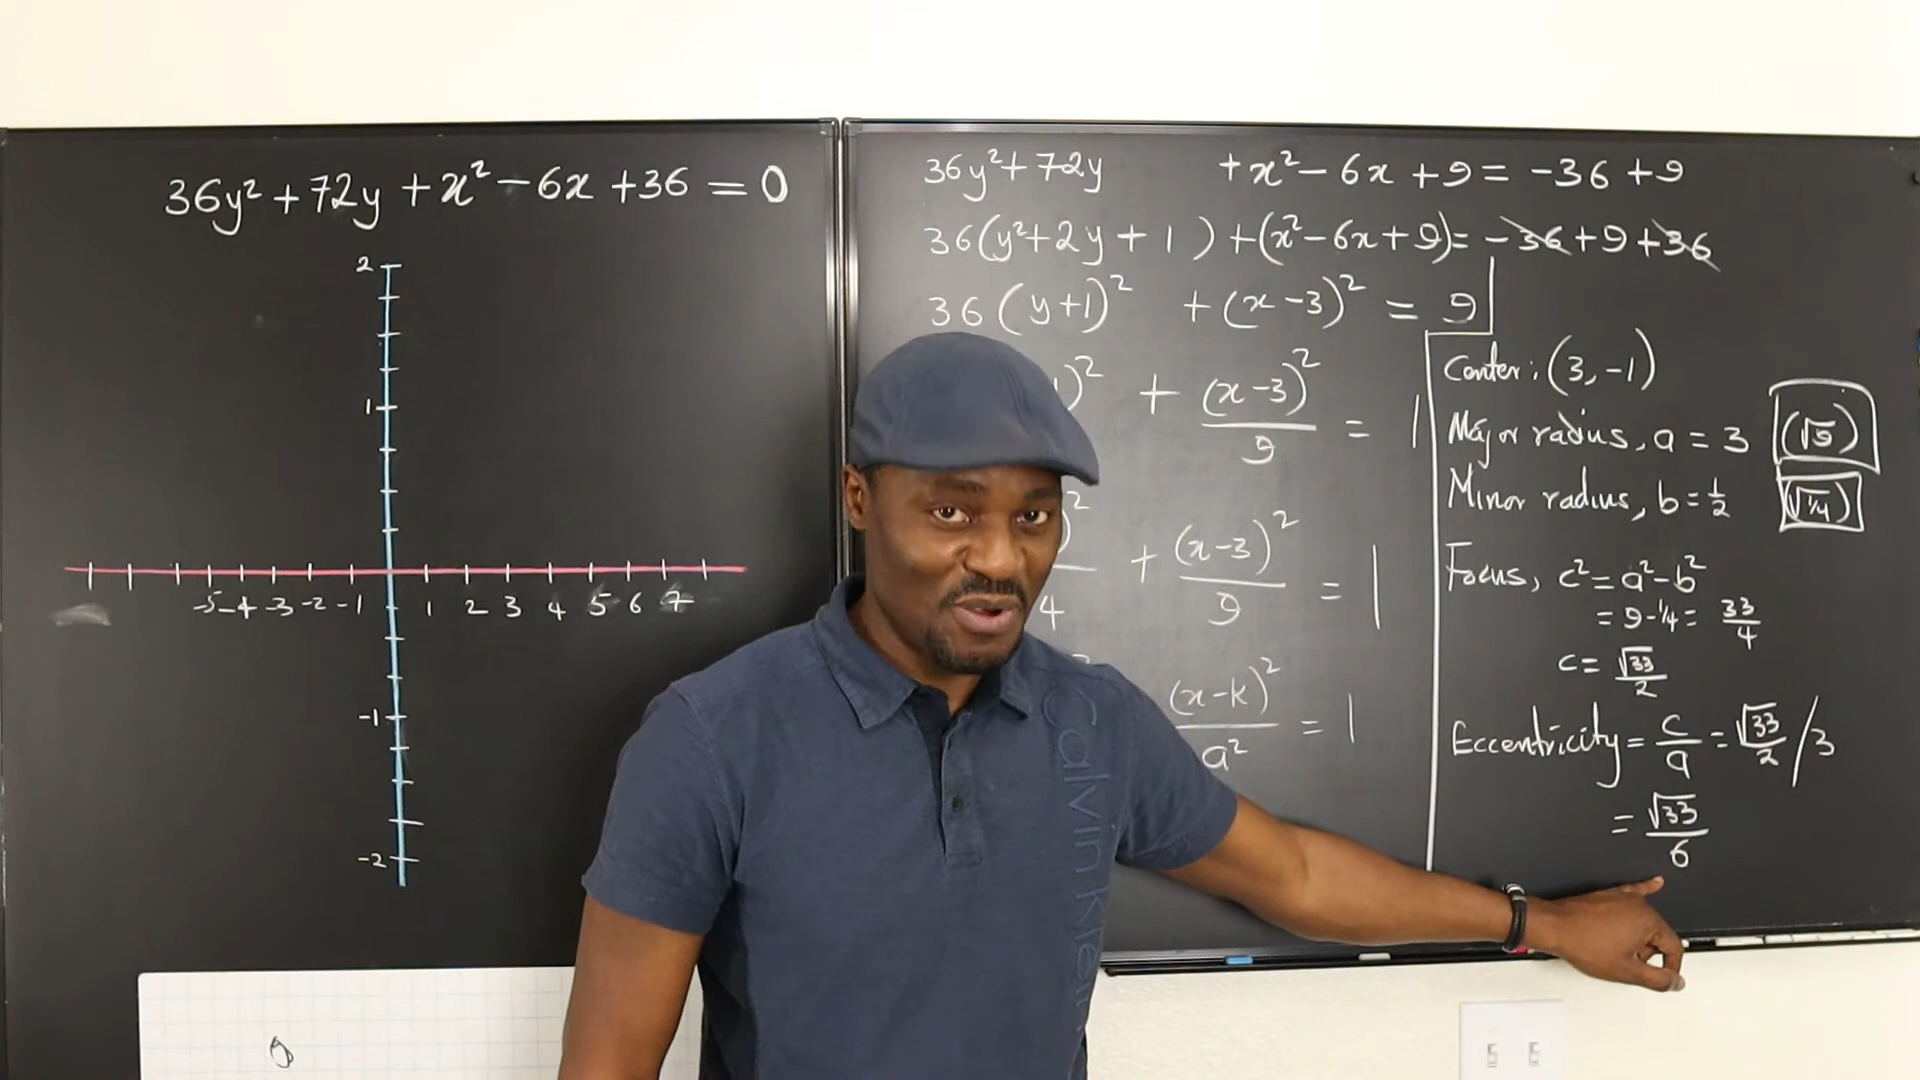 36y² + 72y + x² - 6x + 36 = 0
2
1
-5 -4 -3 -2 -1 1 2 3 4 5 6 7
-1
-2
36y² + 72y + x² - 6x + 9 = -36 + 9
36(y² + 2y + 1) + (x² - 6x + 9) = -36 + 9 + 36
36(y+1)² + (x-3)² = 9
)² + (x-3)²/9 = 1
)²/4 + (x-3)²/9 = 1
(x-k)²/a² = 1
Center: (3, -1)
Major radius, a = 3 (√9)
Minor radius, b = 1/2 (√1/4)
Focus, c² = a² - b²
= 9 - 1/4 = 33/4
c = √33/2
Eccentricity = c/a = √33/2 / 3
= √33/6
Calvin Klein